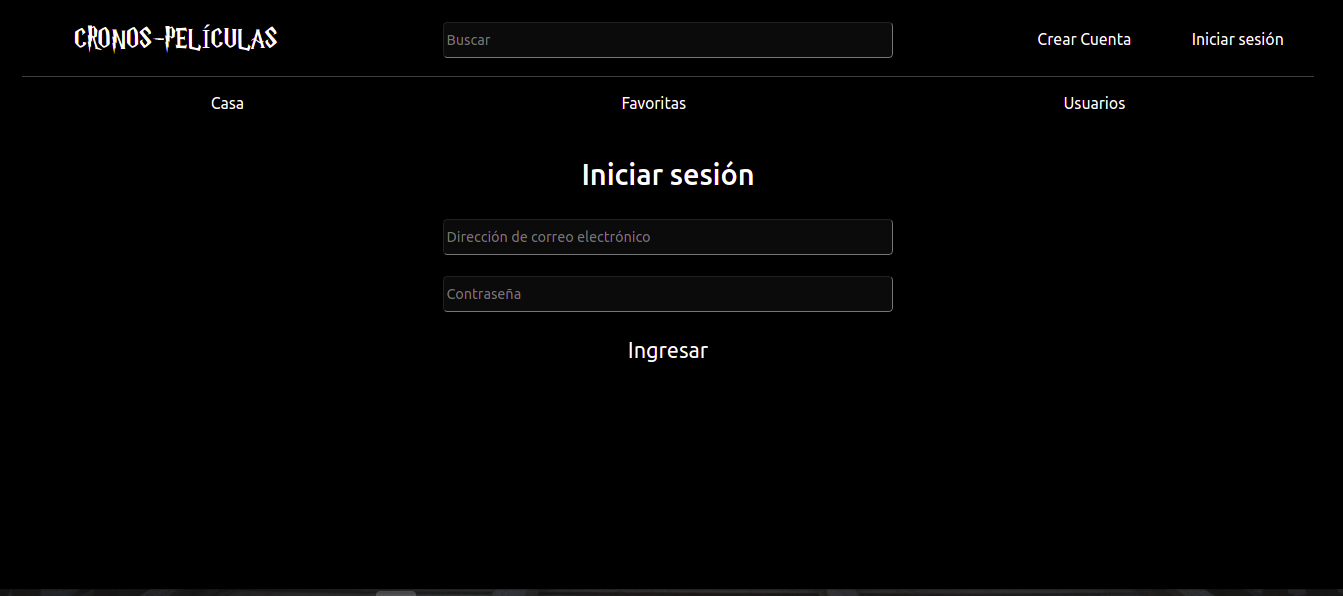 CRONOS-PELÍCULAS
Buscar
Crear Cuenta
Iniciar sesión
Casa
Favoritas
Usuarios
Iniciar sesión
Dirección de correo electrónico
Contraseña
Ingresar